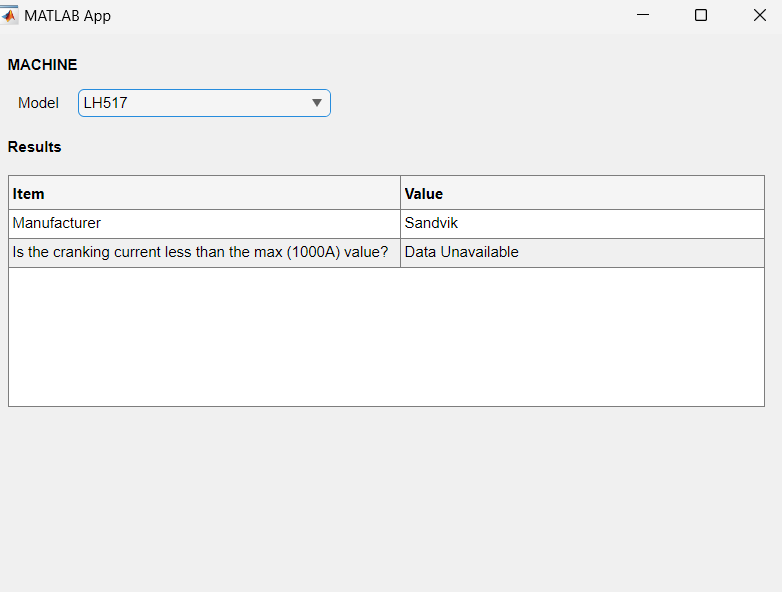 MATLAB App
MACHINE
Model LH517
Results
Item Value
Manufacturer Sandvik
Is the cranking current less than the max (1000A) value? Data Unavailable